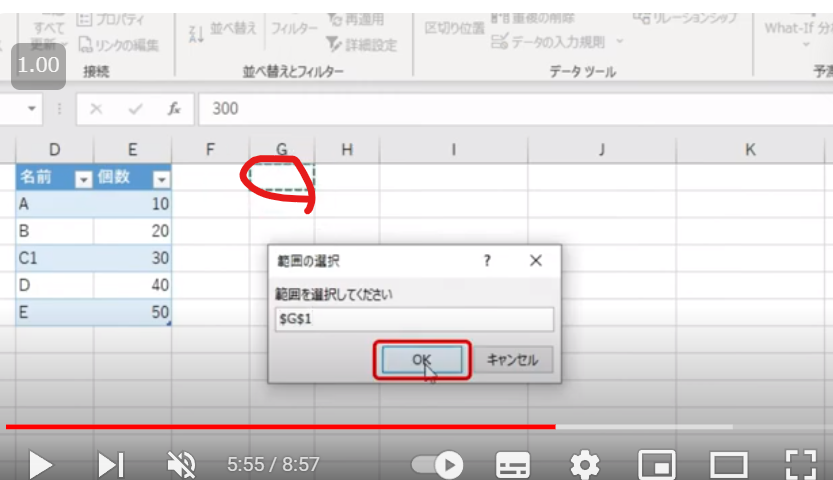 すべて
更新
プロパティ
リンクの編集
接続
並べ替え
フィルター
再適用
詳細設定
並べ替えとフィルター
区切り位置
重複の削除
データの入力規則
リレーションシップ
データ ツール
What-If 分
予測
1.00
fx 300
D E F G H I J K
名前 個数
A 10
B 20
C1 30
D 40
E 50
範囲の選択 ?
範囲を選択してください
$G$1
OK キャンセル
5:55 / 8:57